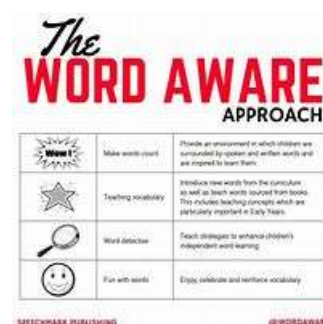 The
WORD AWARE
APPROACH
Wow!
Make words count
Provide an environment in which children are
surrounded by spoken and written words and
are inspired to learn them
Teaching vocabulary
Introduce new words from the curriculum
as well as teach words sourced from books.
This includes teaching concepts which are
particularly important in Early Years.
Word detective
Teach strategies to enhance children's
independent word learning
Fun with words
Enjoy, celebrate and reinforce vocabulary
SPEECHMARK PUBLISHING
@WORDAWAR